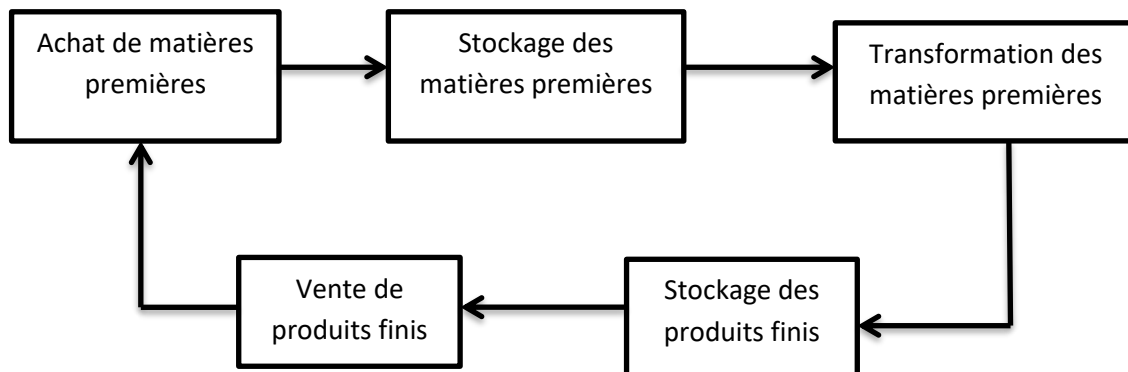 Achat de matières
premières
Stockage des
matières premières
Transformation des
matières premières
Vente de
produits finis
Stockage des
produits finis